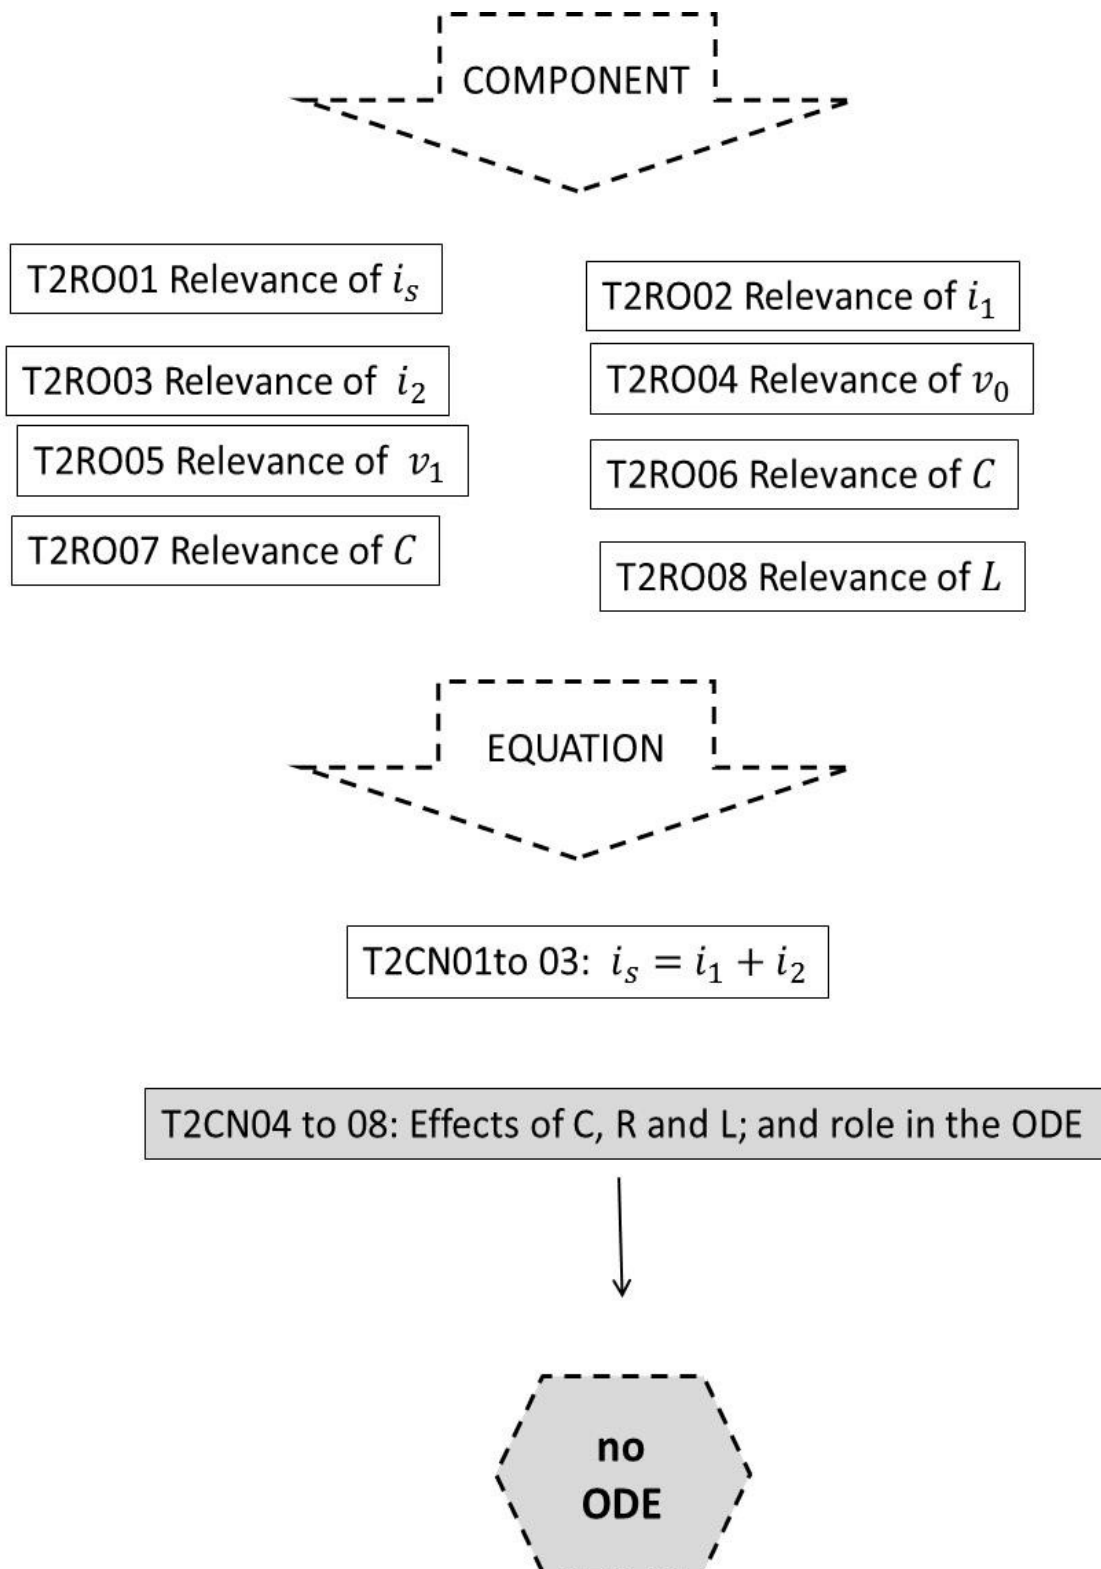 COMPONENT
T2RO01 Relevance of i_s
T2RO02 Relevance of i_1
T2RO03 Relevance of i_2
T2RO04 Relevance of v_0
T2RO05 Relevance of v_1
T2RO06 Relevance of C
T2RO07 Relevance of C
T2RO08 Relevance of L
EQUATION
T2CN01to 03: i_s = i_1 + i_2
T2CN04 to 08: Effects of C, R and L; and role in the ODE
no
ODE